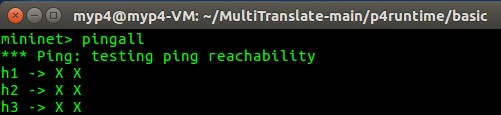 myp4@myp4-VM: ~/MultiTranslate-main/p4runtime/basic
mininet> pingall
*** Ping: testing ping reachability
h1 -> X X
h2 -> X X
h3 -> X X